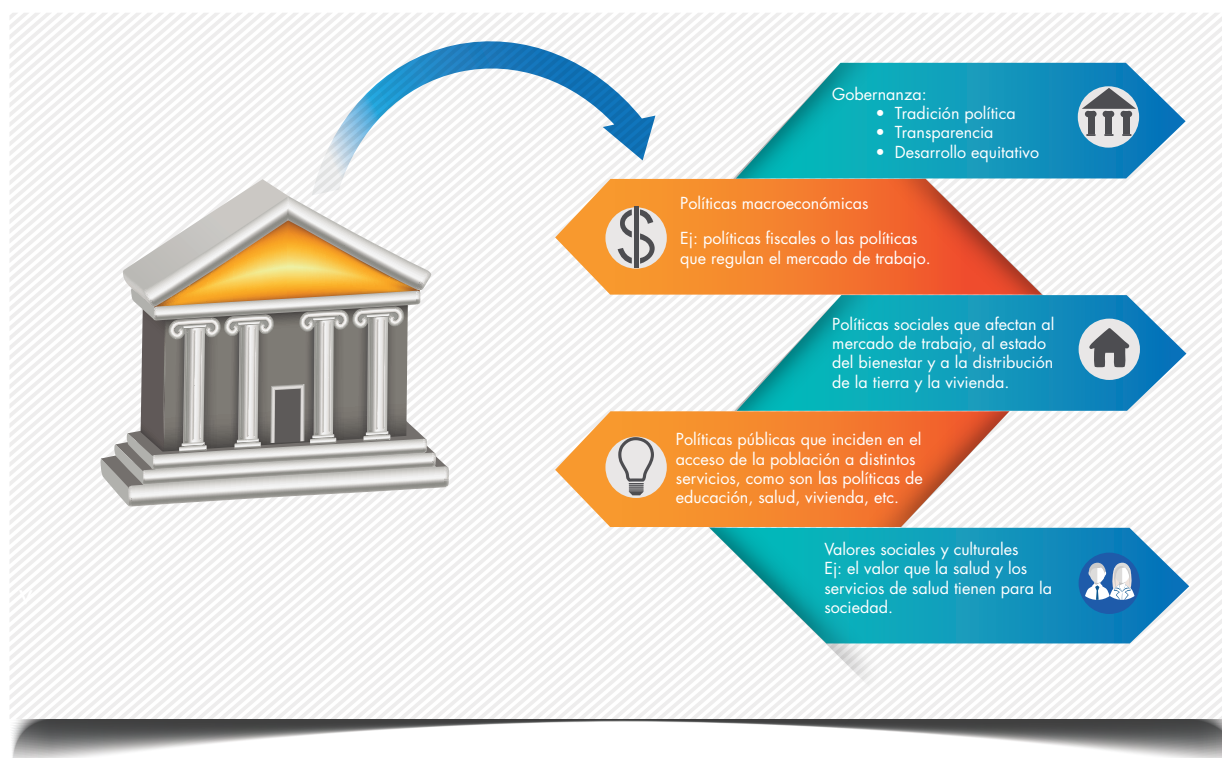 Gobernanza:
• Tradición política
• Transparencia
• Desarrollo equitativo
Políticas macroeconómicas
Ej: políticas fiscales o las políticas
que regulan el mercado de trabajo.
Políticas sociales que afectan al
mercado de trabajo, al estado
del bienestar y a la distribución
de la tierra y la vivienda.
Políticas públicas que inciden en el
acceso de la población a distintos
servicios, como son las políticas de
educación, salud, vivienda, etc.
Valores sociales y culturales
Ej: el valor que la salud y los
servicios de salud tienen para la
sociedad.